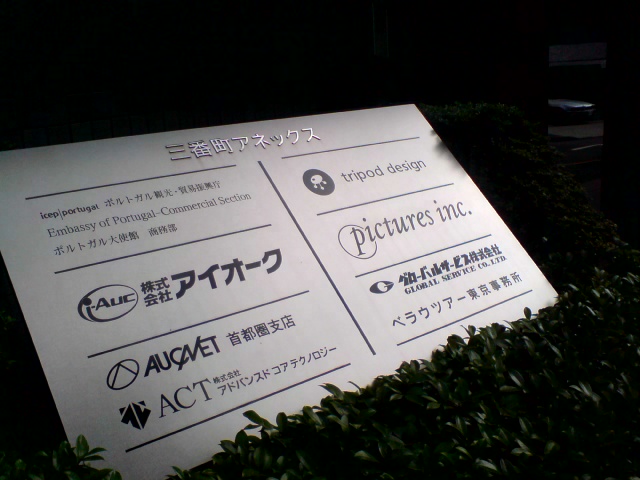 三番町アネックス
icep|portugal ポルトガル観光・貿易振興庁
Embassy of Portugal-Commercial Section
ポルトガル大使館 商務部
i-AUC 株式会社 アイオーク
AUCNET 首都圏支店
ACT 株式会社 アドバンスド コア テクノロジー
tripod design
pictures inc.
グローバルサービス株式会社
GLOBAL SERVICE CO.,LTD.
ベラウツアー東京事務所